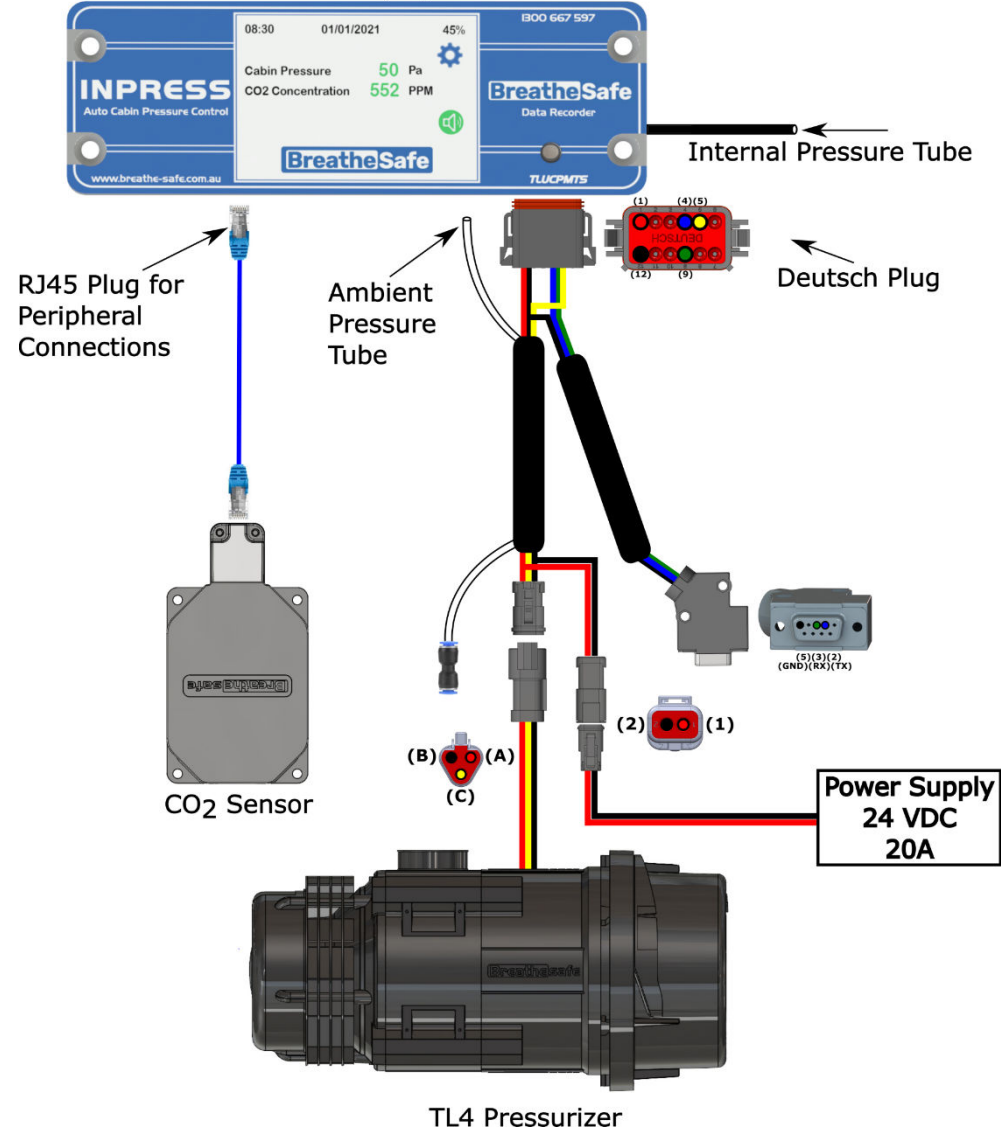 1300 667 597
08:30 01/01/2021 45%
Cabin Pressure 50 Pa
CO2 Concentration 552 PPM
INPRESS
Auto Cabin Pressure Control
BreatheSafe
Data Recorder
BreatheSafe
www.breathe-safe.com.au
TLUCPMTS
Internal Pressure Tube
(1) (4) (5)
DEUTSCH
(12) (9)
Deutsch Plug
RJ45 Plug for
Peripheral
Connections
Ambient
Pressure
Tube
(5) (3) (2)
(GND) (RX) (TX)
Breathesafe
(2) (1)
(B) (A)
(C)
CO2 Sensor
Power Supply
24 VDC
20A
Breathesafe
TL4 Pressurizer